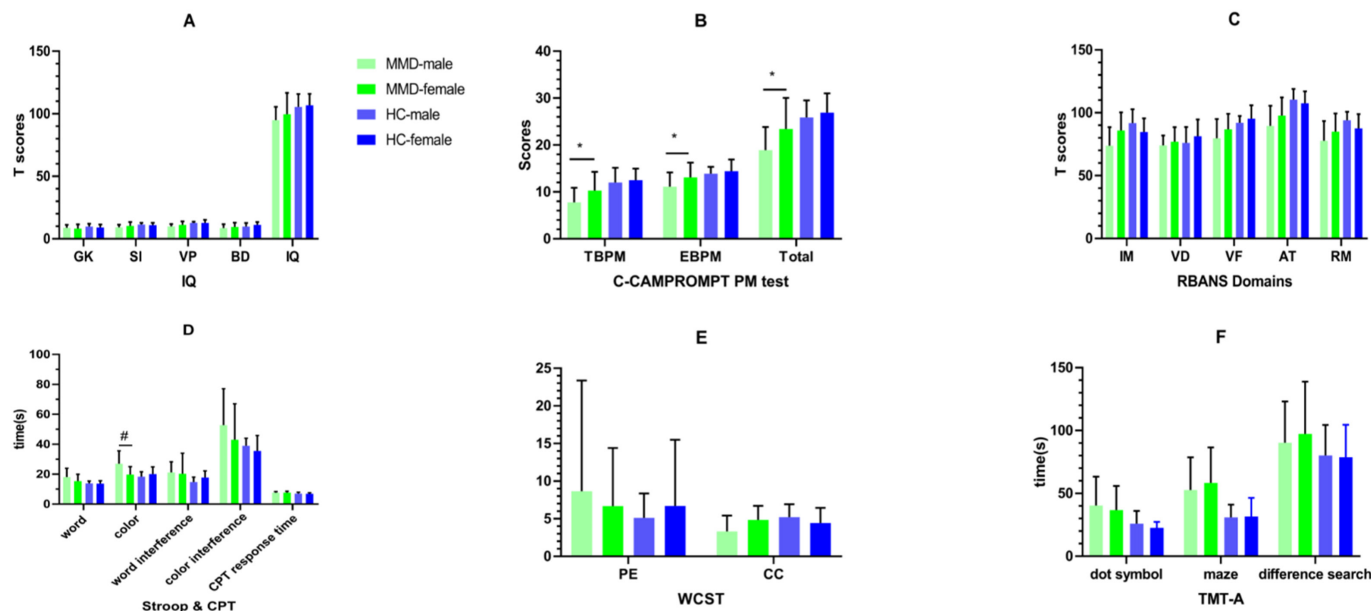 A
150
100
50
0
T scores
GK SI VP BD IQ
IQ
MMD-male
MMD-female
HC-male
HC-female
B
40
30
20
10
0
Scores
*
*
*
TBPM EBPM Total
C-CAMPROMPT PM test
C
150
100
50
0
T scores
IM VD VF AT RM
RBANS Domains
D
100
80
60
40
20
0
time(s)
#
word
color
word interference
color interference
CPT response time
Stroop & CPT
E
25
20
15
10
5
0
PE CC
WCST
F
150
100
50
0
time(s)
dot symbol maze difference search
TMT-A